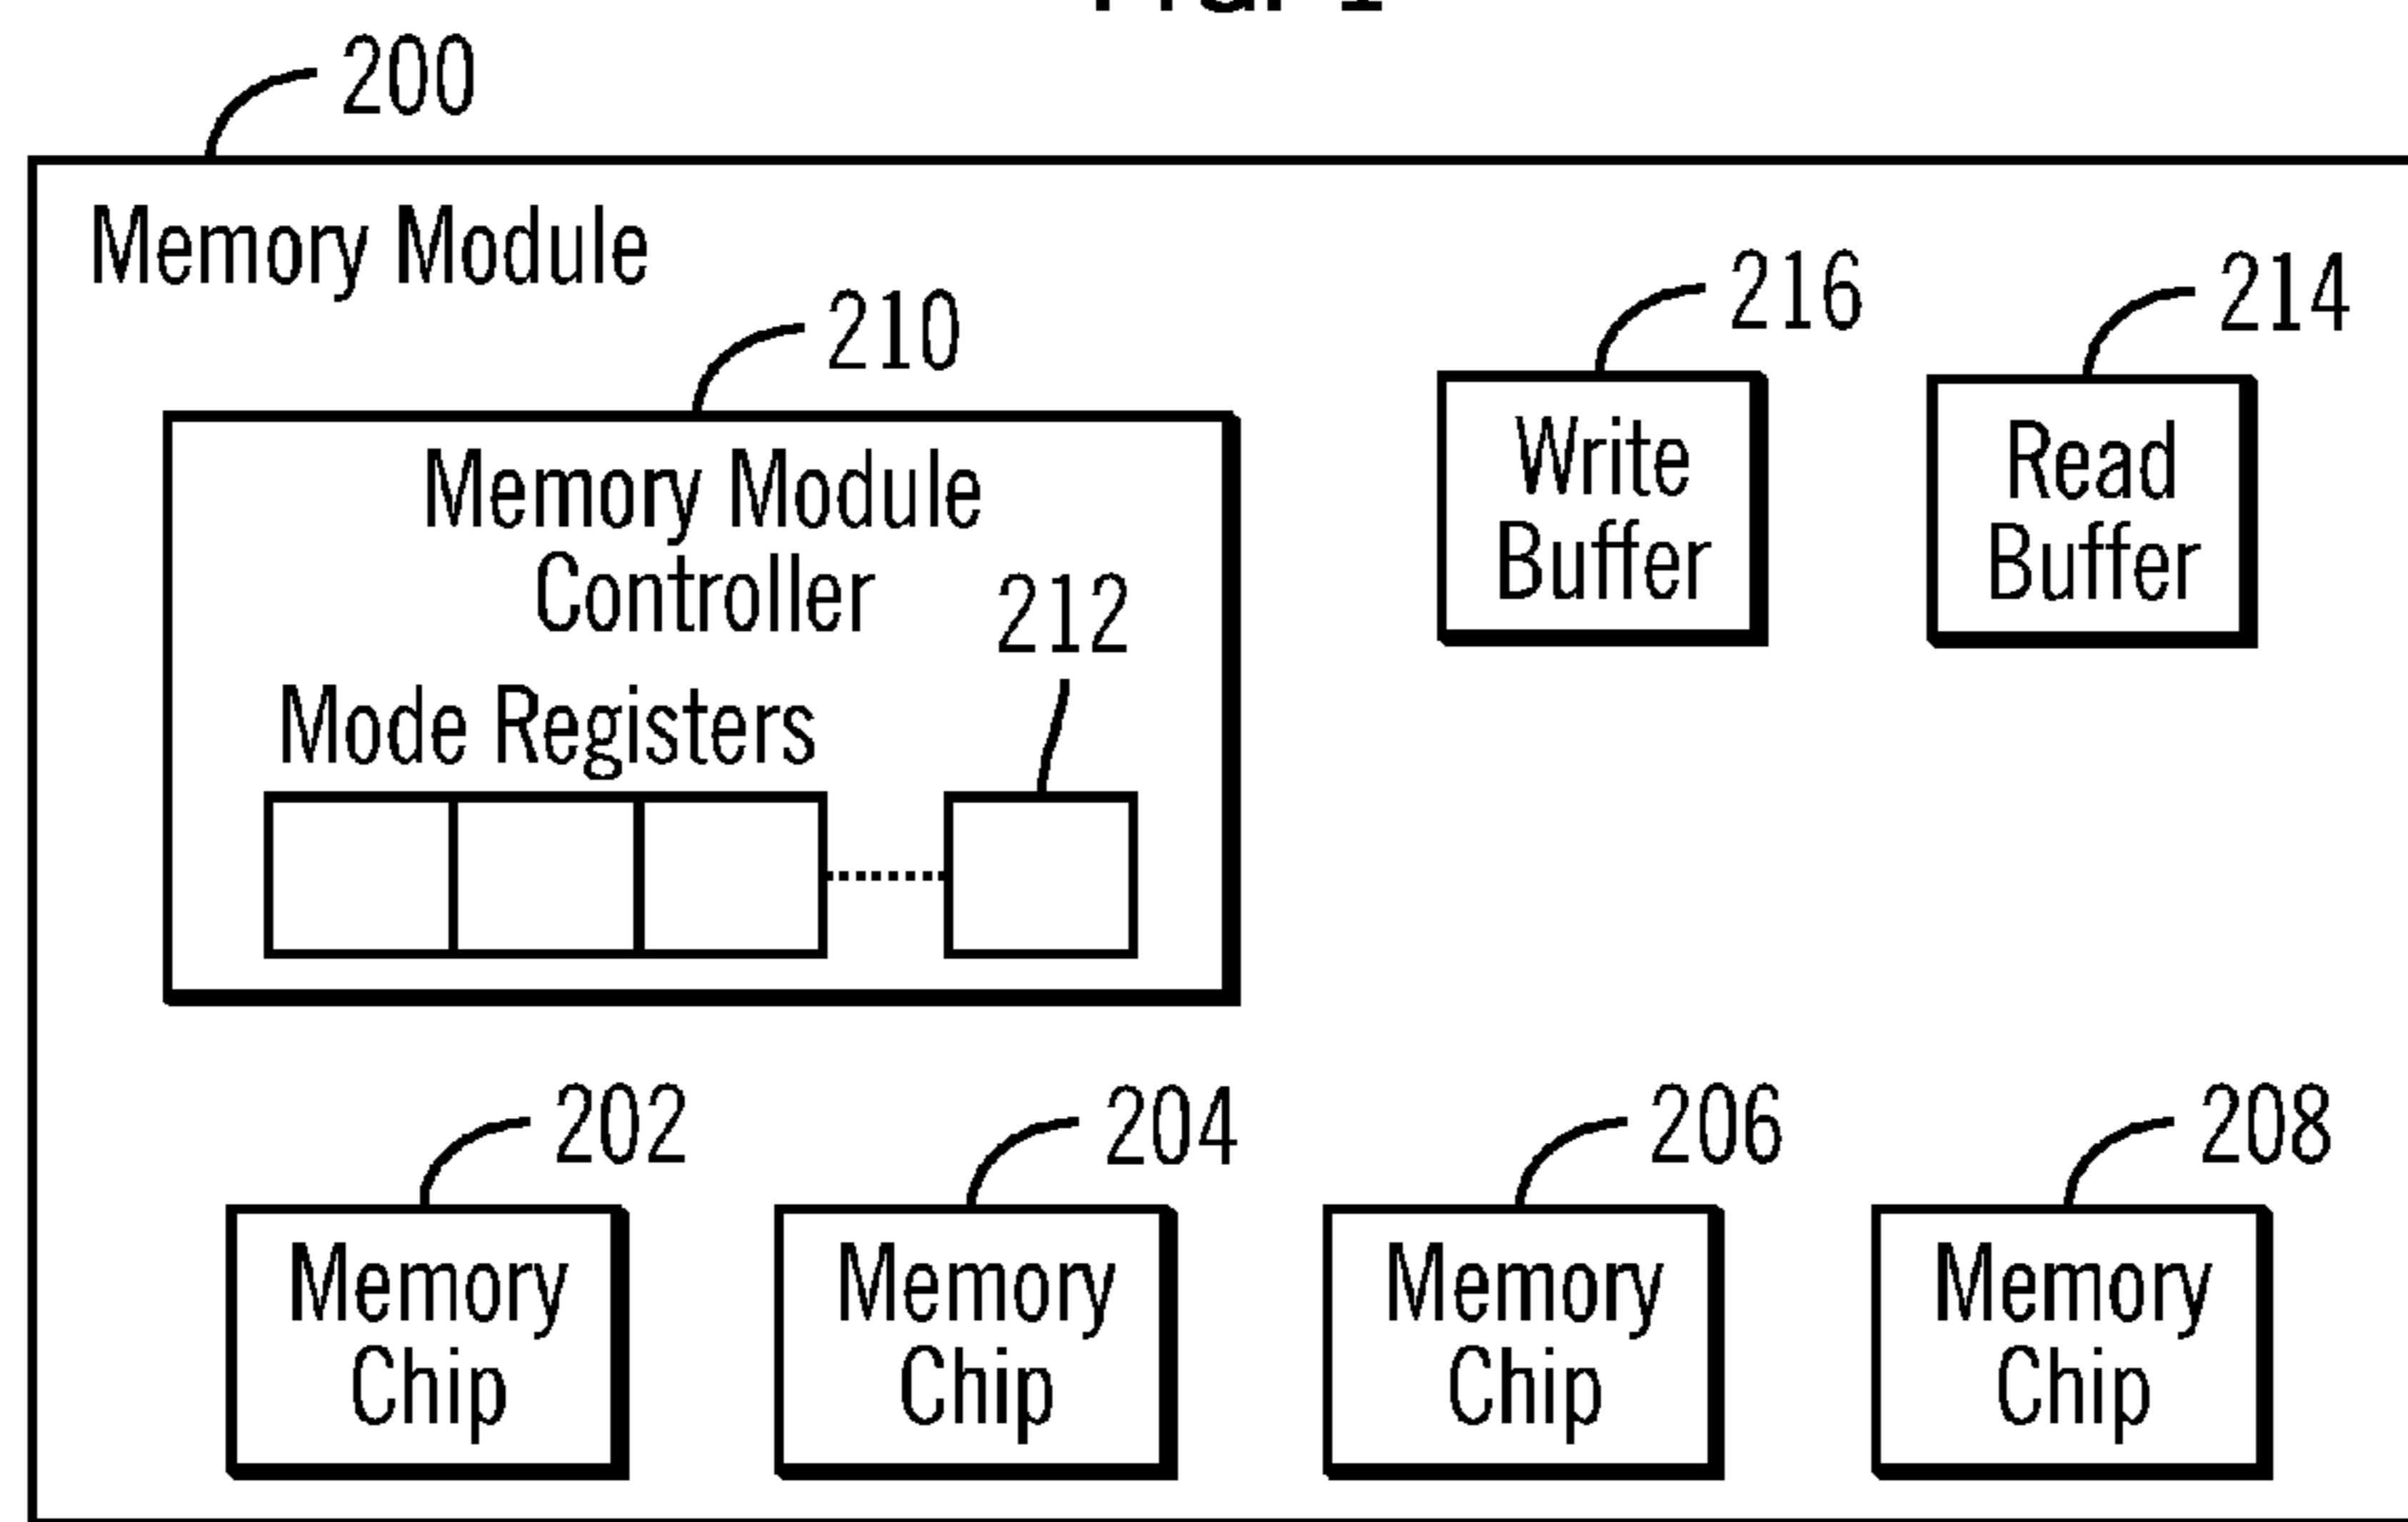 200
Memory Module
210
216
214
Memory Module
Controller
212
Mode Registers
Write
Buffer
Read
Buffer
202
204
206
208
Memory
Chip
Memory
Chip
Memory
Chip
Memory
Chip